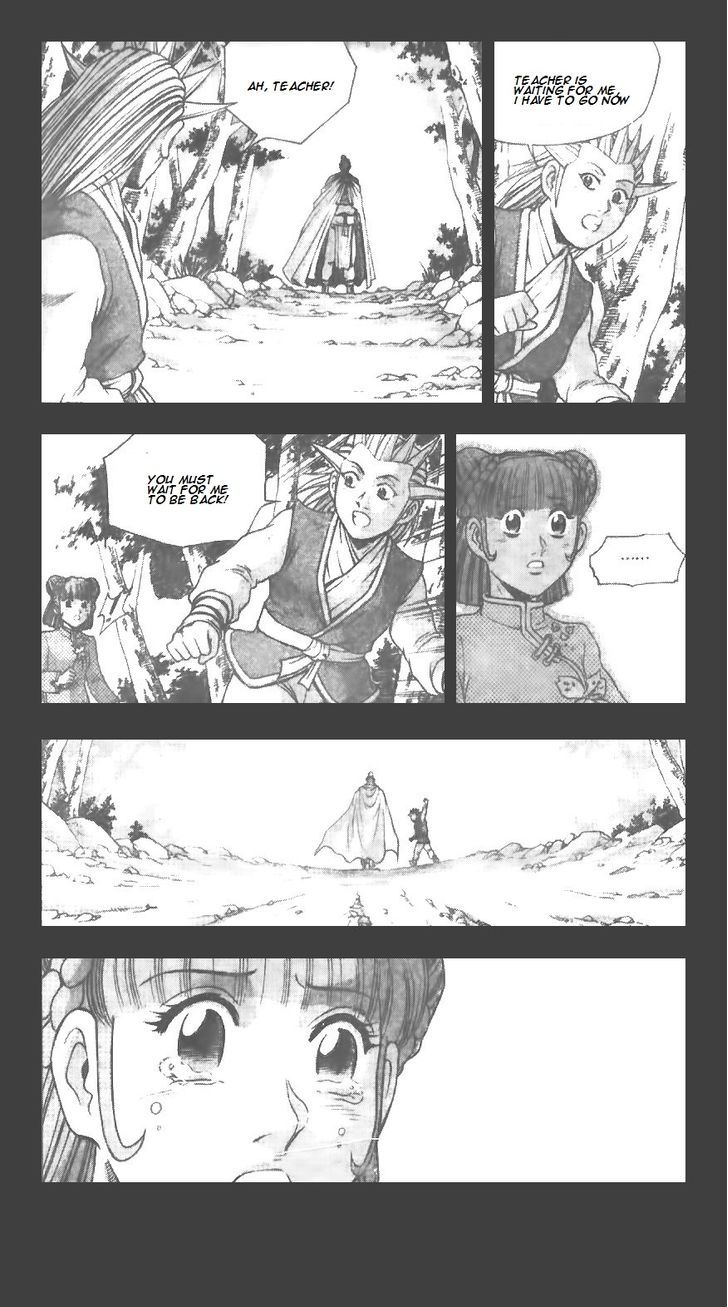 AH, TEACHER!
TEACHER IS
WAITING FOR ME,
I HAVE TO GO NOW
YOU MUST
WAIT FOR ME
TO BE BACK!
......